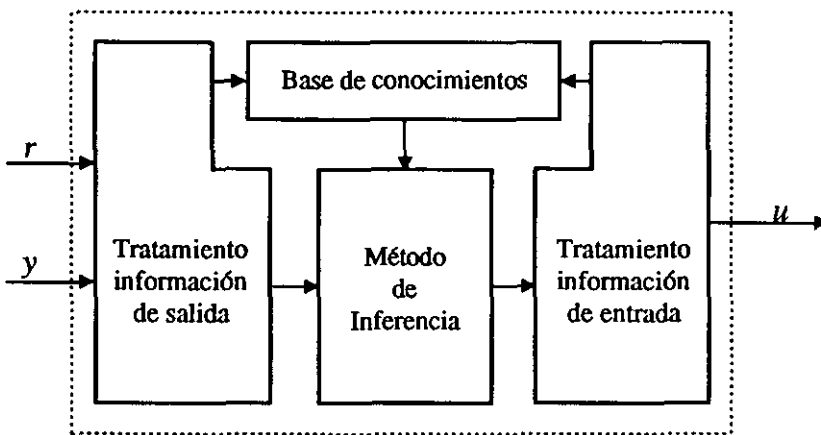 Base de conocimientos
r
y
u
Tratamiento
información
de salida
Método
de
Inferencia
Tratamiento
información
de entrada